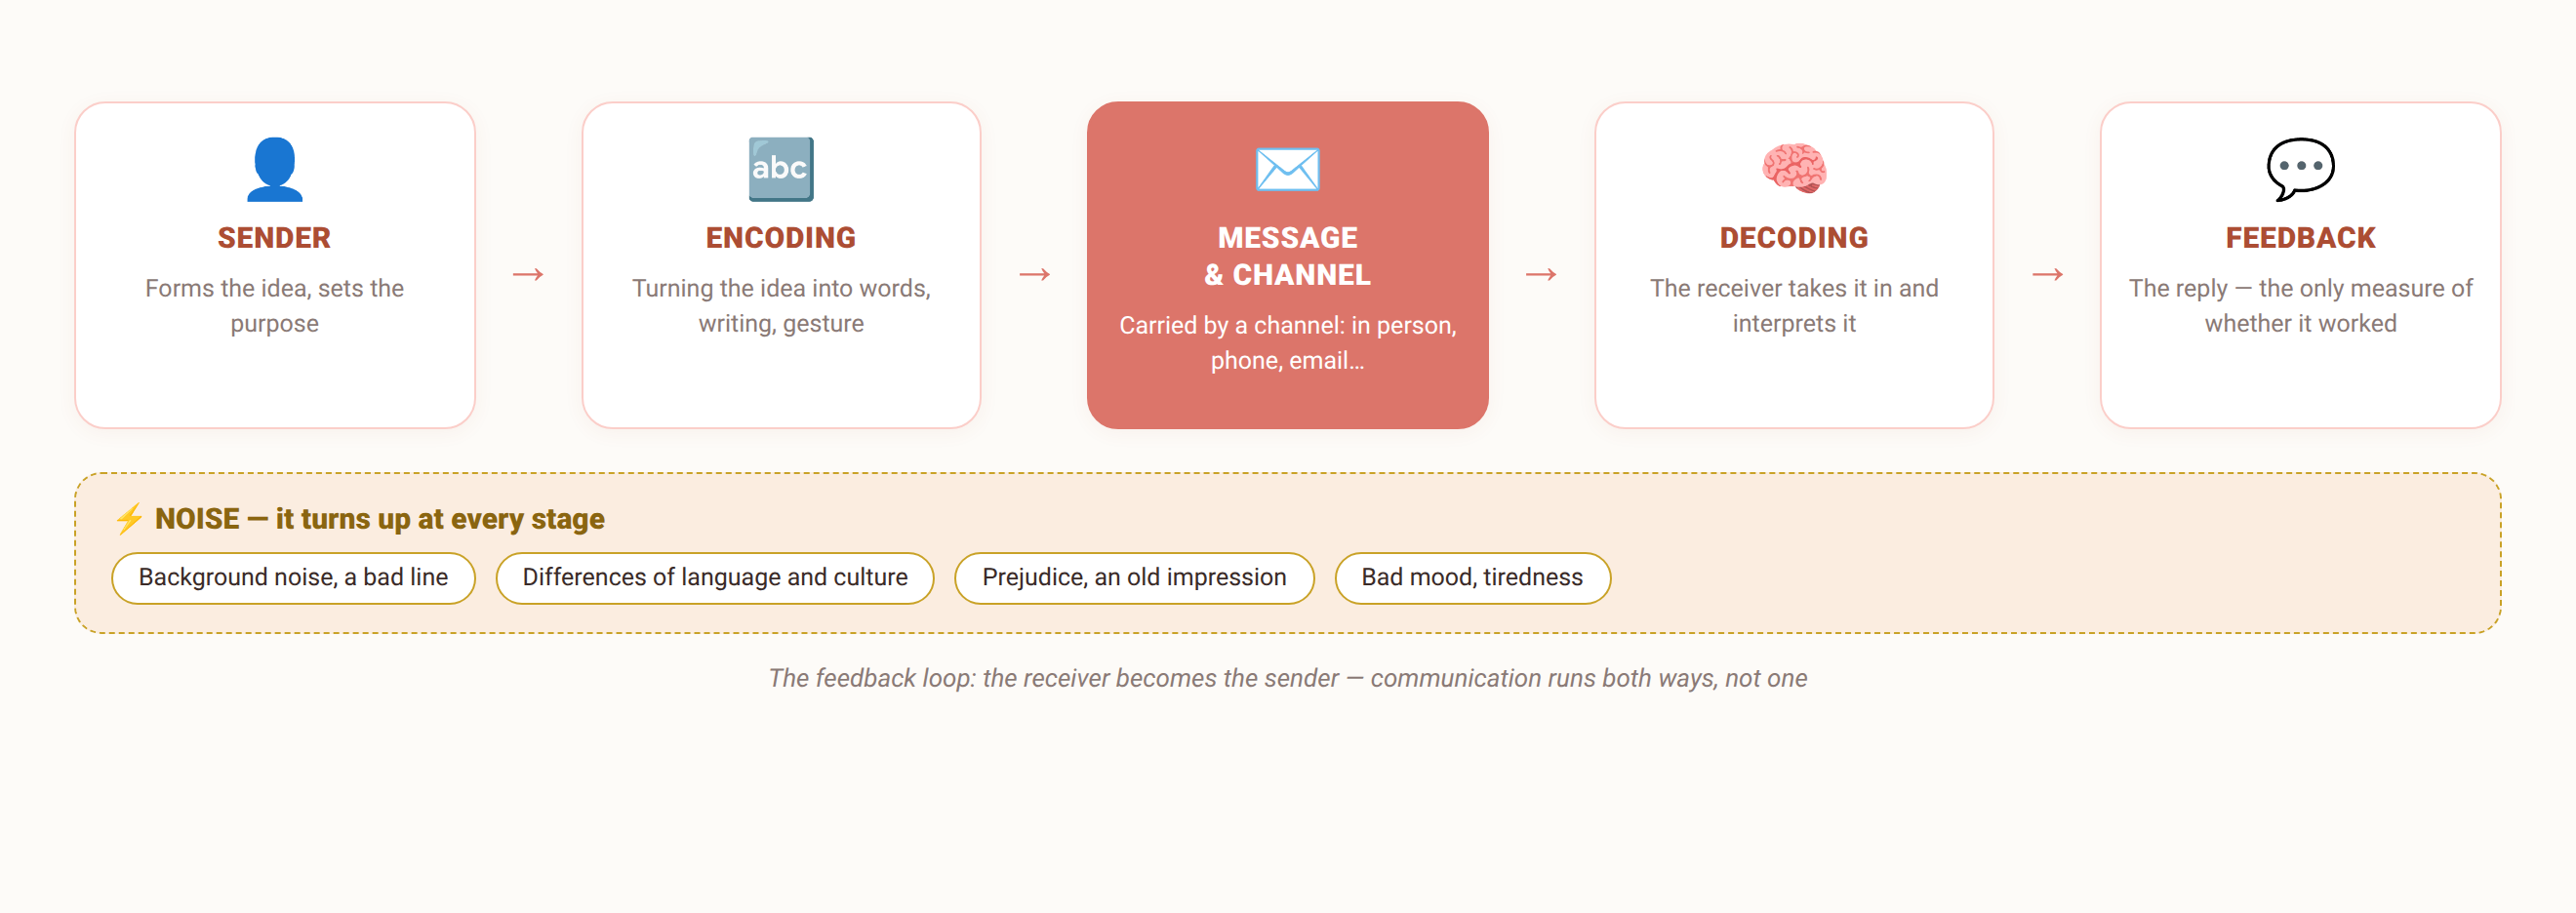 abc
SENDER
Forms the idea, sets the
purpose
→
ENCODING
Turning the idea into words,
writing, gesture
→
MESSAGE
& CHANNEL
Carried by a channel: in person,
phone, email…
→
DECODING
The receiver takes it in and
interprets it
→
FEEDBACK
The reply — the only measure of
whether it worked
⚡ NOISE — it turns up at every stage
Background noise, a bad line
Differences of language and culture
Prejudice, an old impression
Bad mood, tiredness
The feedback loop: the receiver becomes the sender — communication runs both ways, not one